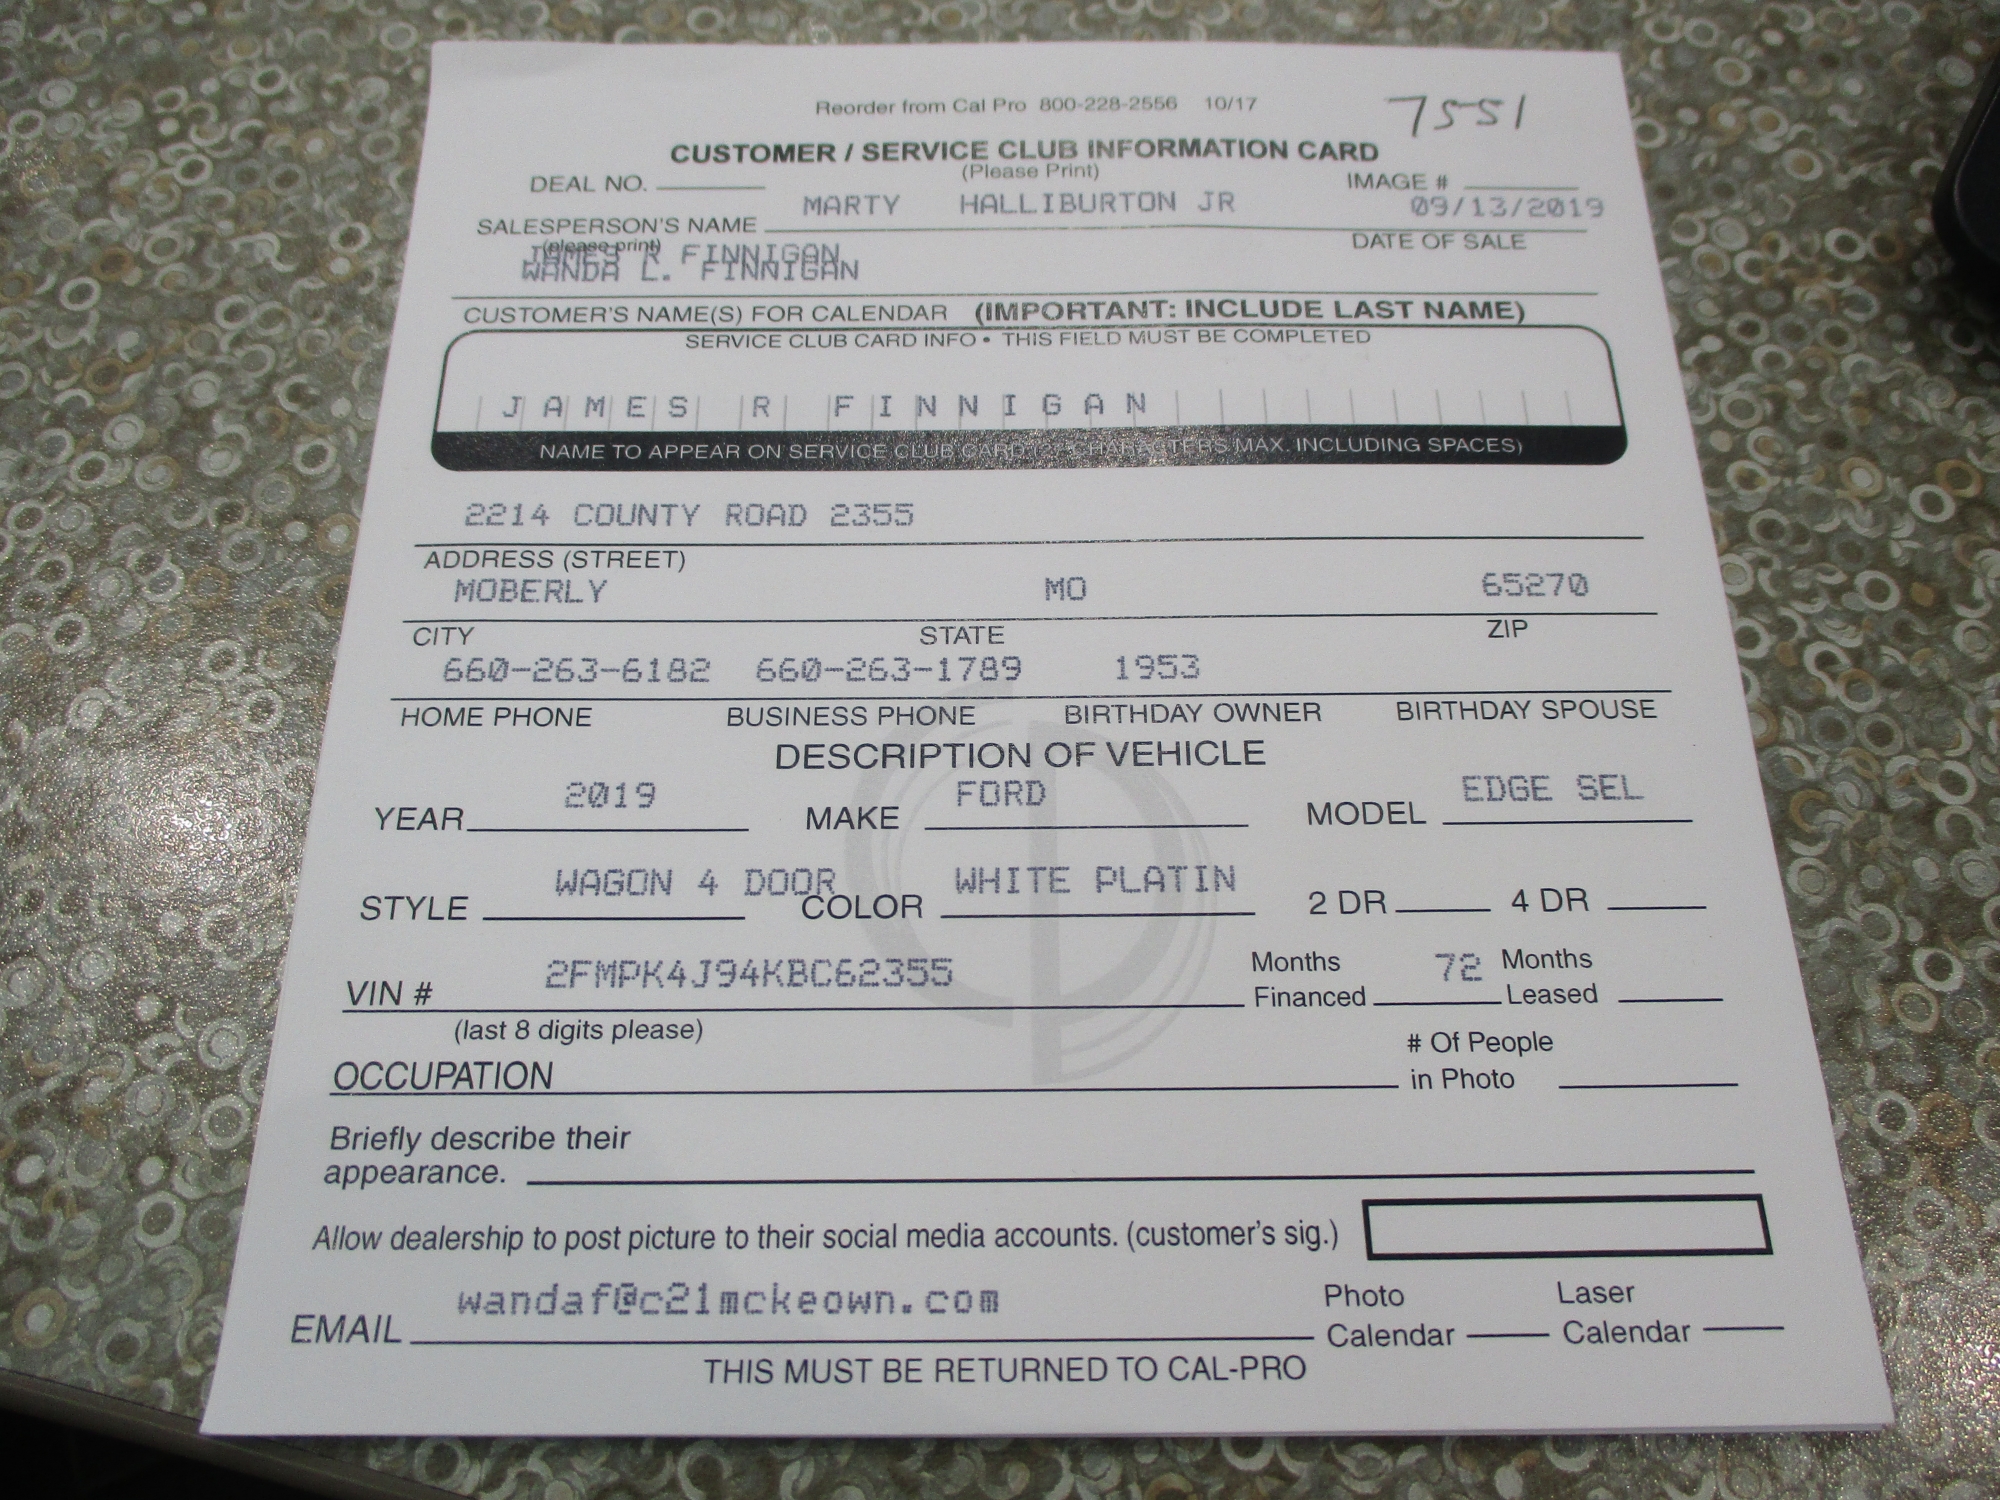 Reorder from Cal Pro 800-228-2556 10/17
7551
CUSTOMER / SERVICE CLUB INFORMATION CARD
(Please Print)
DEAL NO. IMAGE #
MARTY HALLIBURTON JR 09/13/2019
SALESPERSON'S NAME DATE OF SALE
(please print)
JAMES R FINNIGAN
WANDA L. FINNIGAN
CUSTOMER'S NAME(S) FOR CALENDAR (IMPORTANT: INCLUDE LAST NAME)
SERVICE CLUB CARD INFO • THIS FIELD MUST BE COMPLETED
JAMES R FINNIGAN
NAME TO APPEAR ON SERVICE CLUB CARD CHARACTERS MAX. INCLUDING SPACES)
2214 COUNTY ROAD 2355
ADDRESS (STREET)
MOBERLY MO 65270
CITY STATE ZIP
660-263-6182 660-263-1789 1953
HOME PHONE BUSINESS PHONE BIRTHDAY OWNER BIRTHDAY SPOUSE
DESCRIPTION OF VEHICLE
YEAR 2019 MAKE FORD MODEL EDGE SEL
STYLE WAGON 4 DOOR COLOR WHITE PLATIN 2 DR 4 DR
VIN # 2FMPK4J94KBC62355 Months Financed 72 Months Leased
(last 8 digits please)
OCCUPATION # Of People in Photo
Briefly describe their
appearance.
Allow dealership to post picture to their social media accounts. (customer's sig.)
EMAIL wandaf@c21mckeown.com Photo Calendar Laser Calendar
THIS MUST BE RETURNED TO CAL-PRO